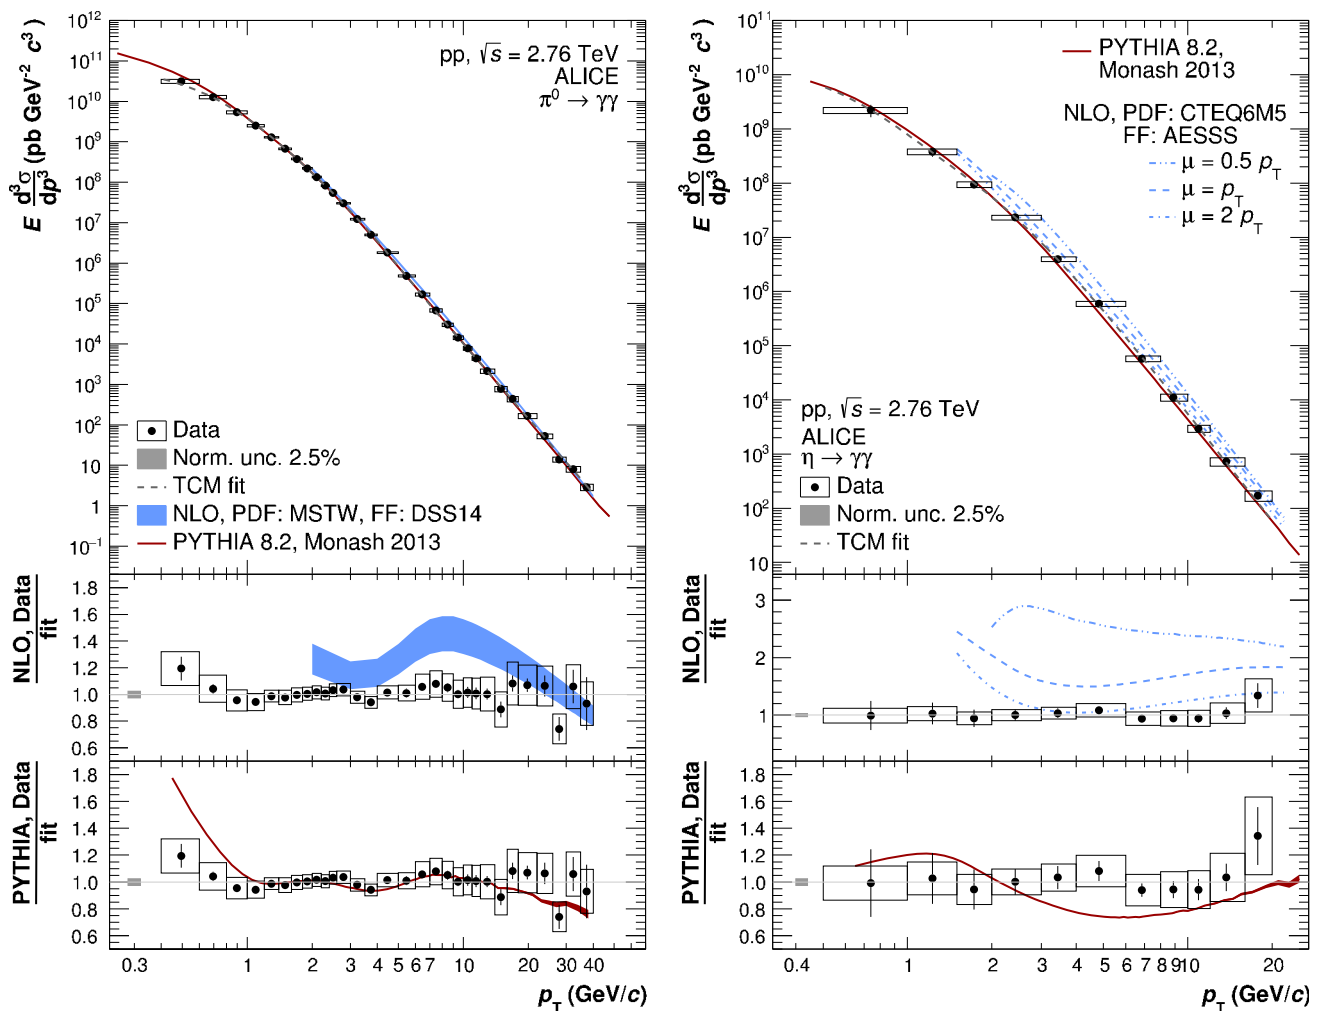 E d³σ/dp³ (pb GeV⁻² c³)
10¹²
10¹¹
10¹⁰
10⁹
10⁸
10⁷
10⁶
10⁵
10⁴
10³
10²
10
1
10⁻¹
pp, √s = 2.76 TeV
ALICE
π⁰ → γγ
Data
Norm. unc. 2.5%
TCM fit
NLO, PDF: MSTW, FF: DSS14
PYTHIA 8.2, Monash 2013
NLO, Data
fit
1.8
1.6
1.4
1.2
1.0
0.8
0.6
PYTHIA, Data
fit
1.8
1.6
1.4
1.2
1.0
0.8
0.6
0.3 1 2 3 4 5 6 7 10 20 30 40
p_T (GeV/c)
E d³σ/dp³ (pb GeV⁻² c³)
10¹¹
10¹⁰
10⁹
10⁸
10⁷
10⁶
10⁵
10⁴
10³
10²
10
PYTHIA 8.2,
Monash 2013
NLO, PDF: CTEQ6M5
FF: AESSS
μ = 0.5 p_T
μ = p_T
μ = 2 p_T
pp, √s = 2.76 TeV
ALICE
η → γγ
Data
Norm. unc. 2.5%
TCM fit
NLO, Data
fit
3
2
1
PYTHIA, Data
fit
1.8
1.6
1.4
1.2
1
0.8
0.6
0.4 1 2 3 4 5 6 7 8 9 10 20
p_T (GeV/c)